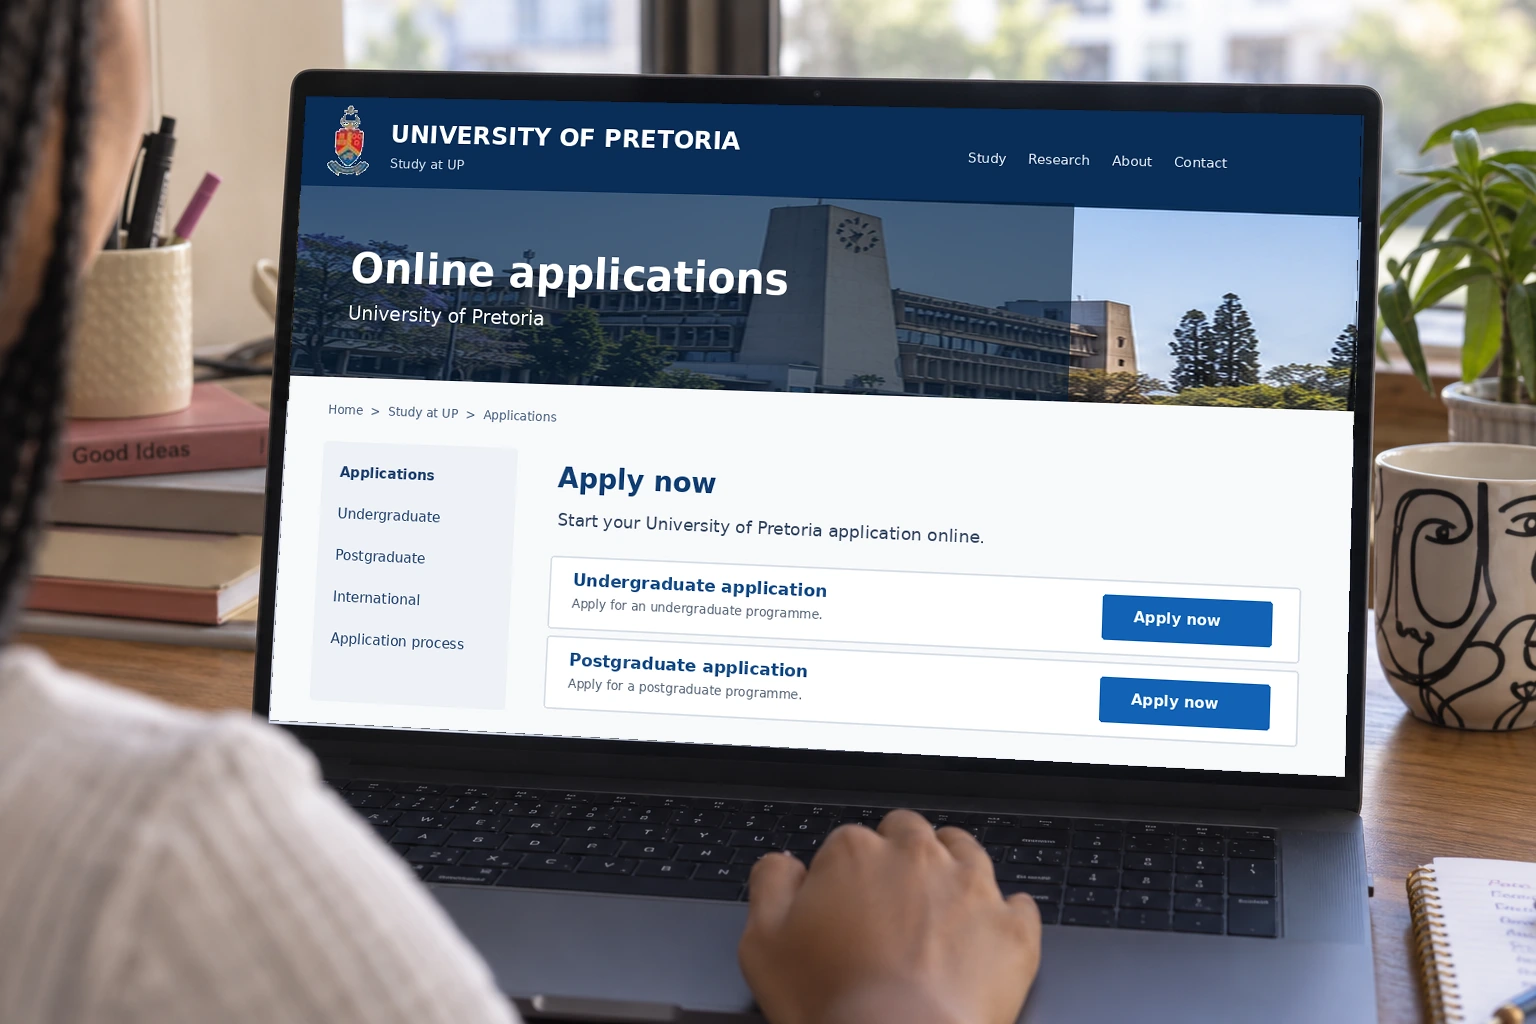 UNIVERSITY OF PRETORIA
Study at UP
Study
Research
About
Contact
Online applications
University of Pretoria
Home > Study at UP > Applications
Applications
Undergraduate
Postgraduate
International
Application process
Apply now
Start your University of Pretoria application online.
Undergraduate application
Apply for an undergraduate programme.
Apply now
Postgraduate application
Apply for a postgraduate programme.
Apply now
Good Ideas